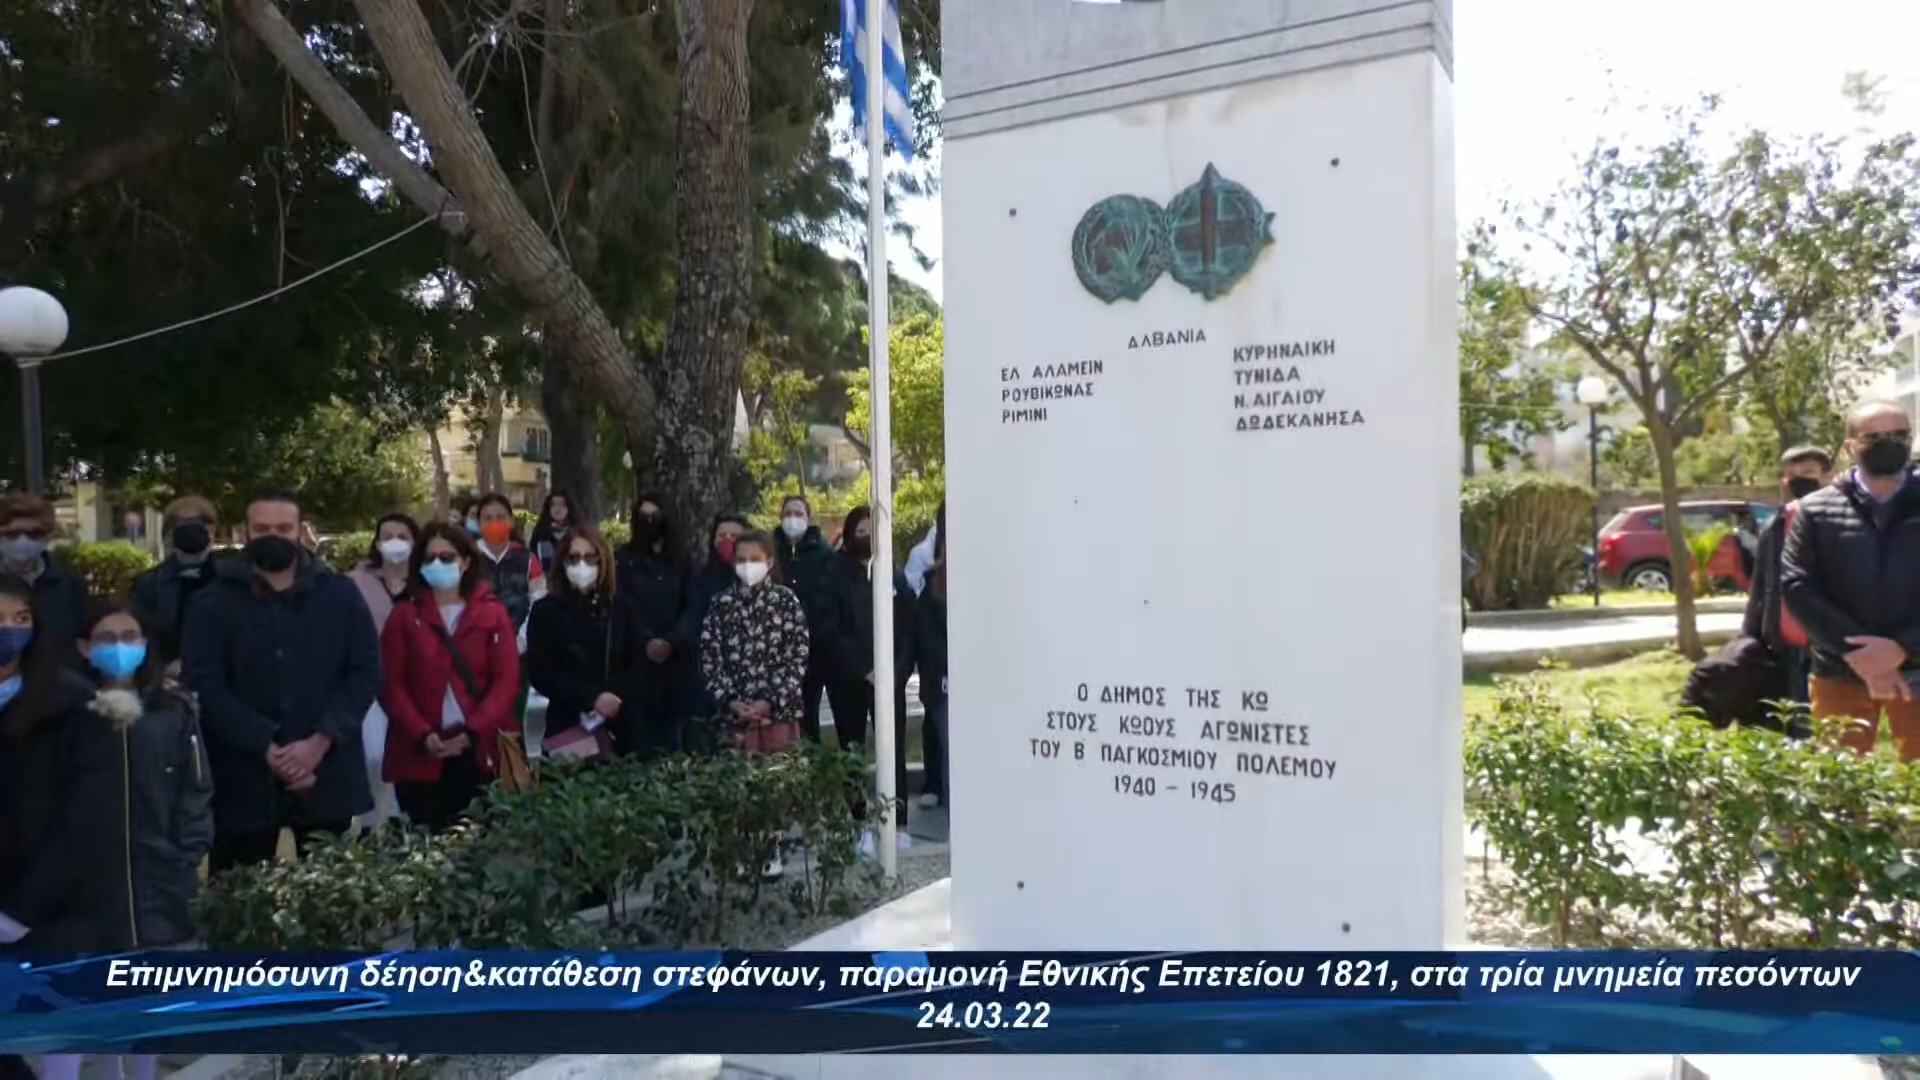 ΑΛΒΑΝΙΑ
ΕΛ ΑΛΑΜΕΙΝ
ΡΟΥΒΙΚΩΝΑΣ
ΡΙΜΙΝΙ
ΚΥΡΗΝΑΙΚΗ
ΤΥΝΙΔΑ
Ν. ΑΙΓΑΙΟΥ
ΔΩΔΕΚΑΝΗΣΑ
Ο ΔΗΜΟΣ ΤΗΣ ΚΩ
ΣΤΟΥΣ ΚΩΟΥΣ ΑΓΩΝΙΣΤΕΣ
ΤΟΥ Β ΠΑΓΚΟΣΜΙΟΥ ΠΟΛΕΜΟΥ
1940 - 1945
Επιμνημόσυνη δέηση&κατάθεση στεφάνων, παραμονή Εθνικής Επετείου 1821, στα τρία μνημεία πεσόντων
24.03.22